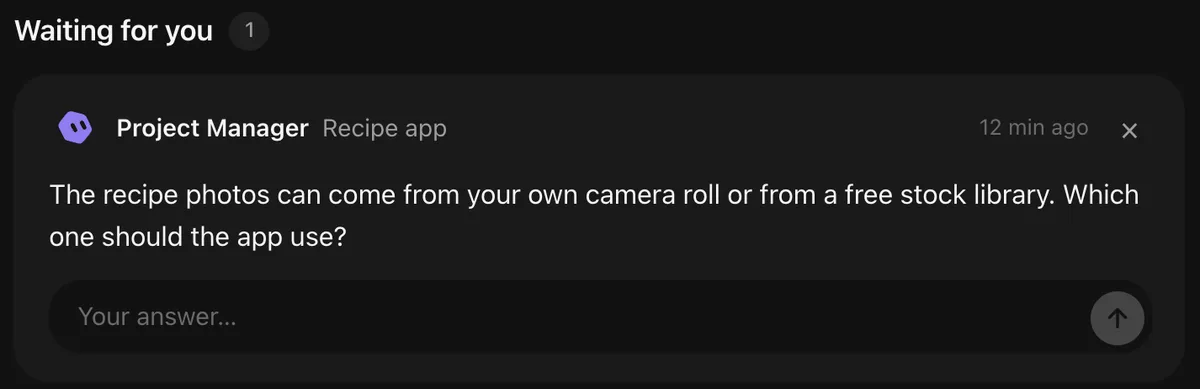 Waiting for you 1
Project Manager Recipe app 12 min ago
The recipe photos can come from your own camera roll or from a free stock library. Which
one should the app use?
Your answer...